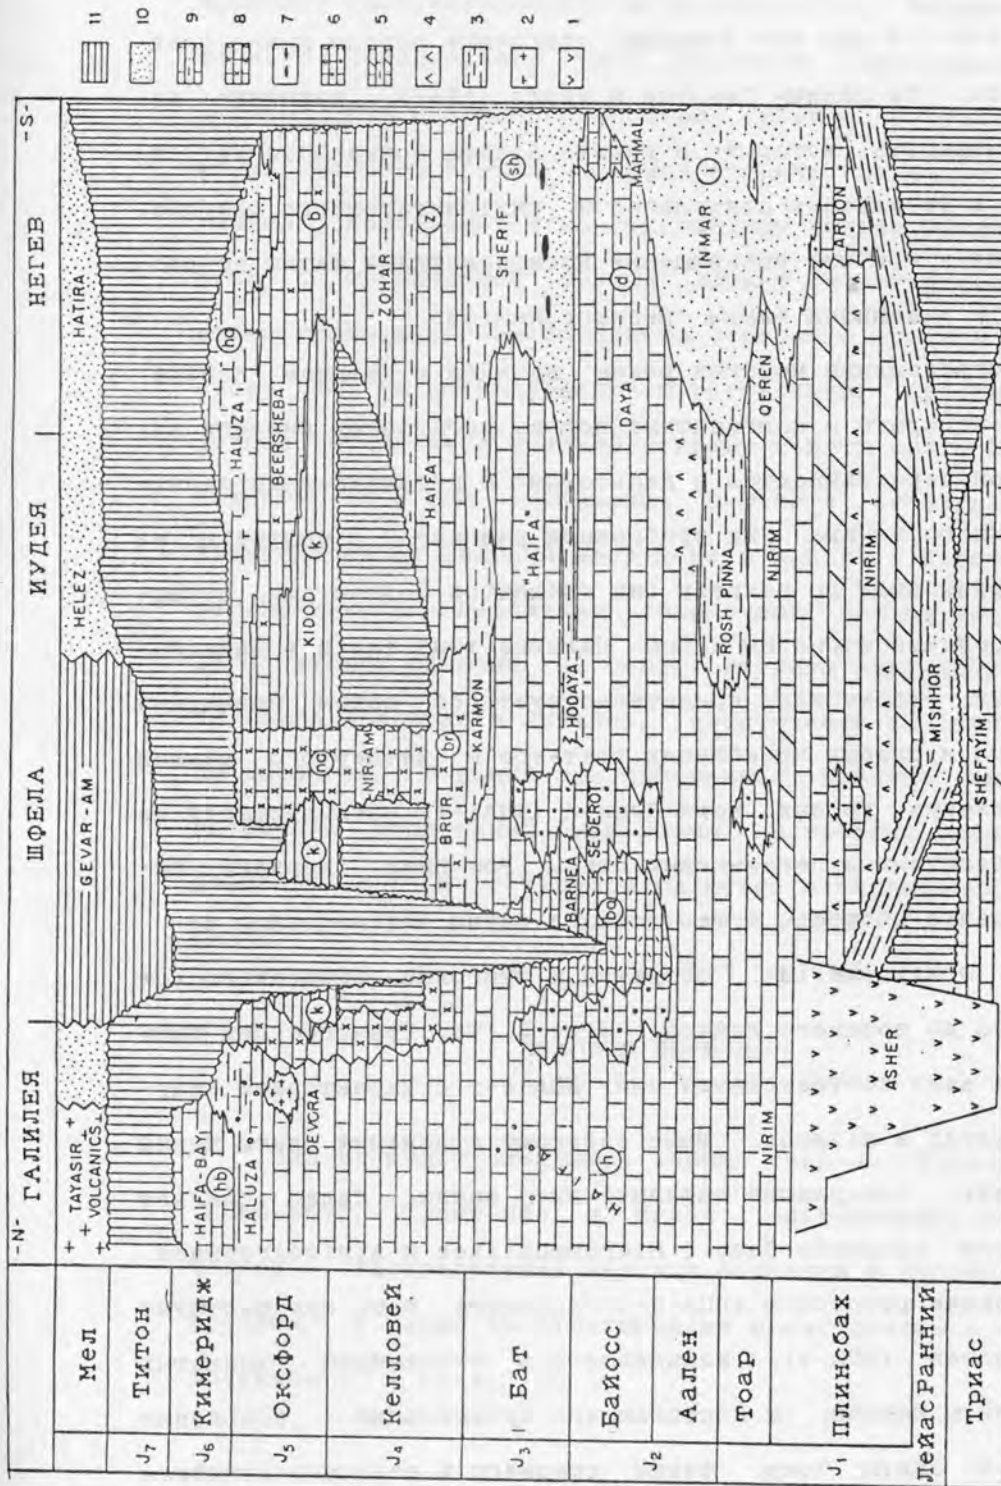 -N-
-S-
ГАЛИЛЕЯ
ШФЕЛА
ИУДЕЯ
НЕГЕВ
Мел
Титон
Кимеридж
Оксфорд
Келовей
Бат
Байосс
Аален
Тоар
Плинсбах
Лейас Ранний
Триас
J7
J6
J5
J4
J3
J2
J1
TAYASIR
VOLCANICS
GEVAR-AM
HELEZ
HATIRA
HAIFA-BAY
hb
HALUZA
DEVORA
k
k
nc
NIR-AM
KIDOD
k
HALUZA
ha
BEERSHEBA
b
ZOHAR
z
HAIFA
BRUR
br
KARMON
"HAIFA"
SHERIF
sh
HODAYA
BARNEA
ba
SEDEROT
DAYA
d
MAHMAL
INMAR
i
h
ROSH PINNA
QEREN
NIRIM
NIRIM
NIRIM
ARDON
ASHER
MISHHOR
SHEFAYIM
11
10
9
8
7
6
5
4
3
2
1